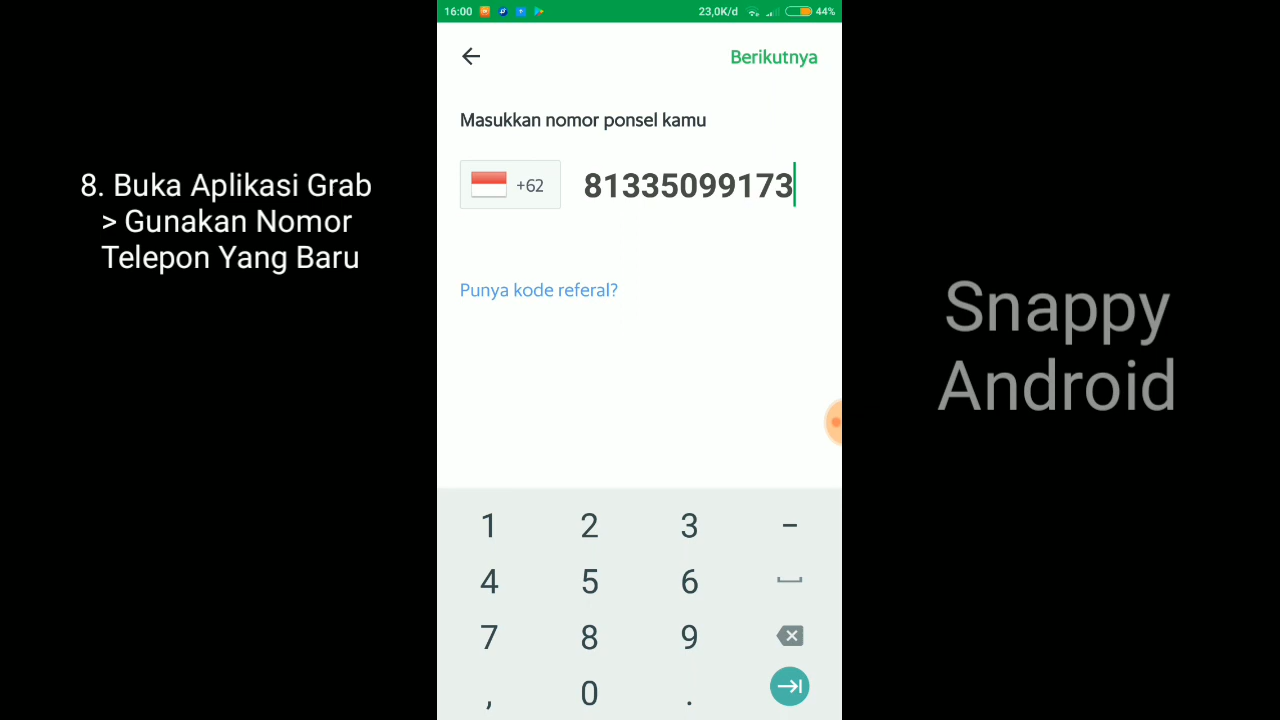 16:00
23,0K/d
44%
Berikutnya
Masukkan nomor ponsel kamu
+62
81335099173
Punya kode referal?
8. Buka Aplikasi Grab
> Gunakan Nomor
Telepon Yang Baru
Snappy
Android
1 2 3 –
4 5 6
7 8 9
, 0 .